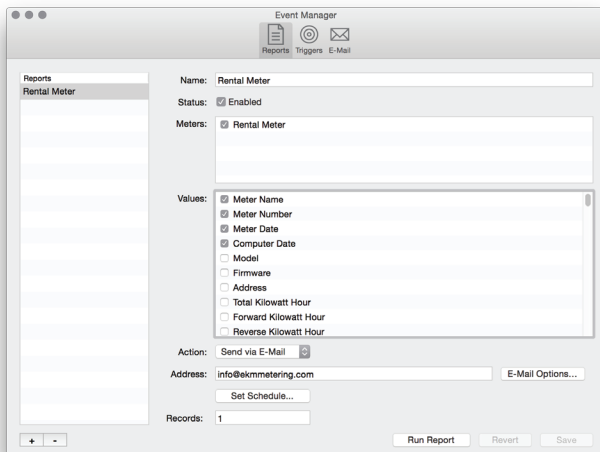 Event Manager
Reports Triggers E-Mail
Reports
Rental Meter
Name: Rental Meter
Status: Enabled
Meters: Rental Meter
Values: Meter Name
Meter Number
Meter Date
Computer Date
Model
Firmware
Address
Total Kilowatt Hour
Forward Kilowatt Hour
Reverse Kilowatt Hour
Action: Send via E-Mail
Address: info@ekmmetering.com E-Mail Options...
Set Schedule...
Records: 1
+ - Run Report Revert Save